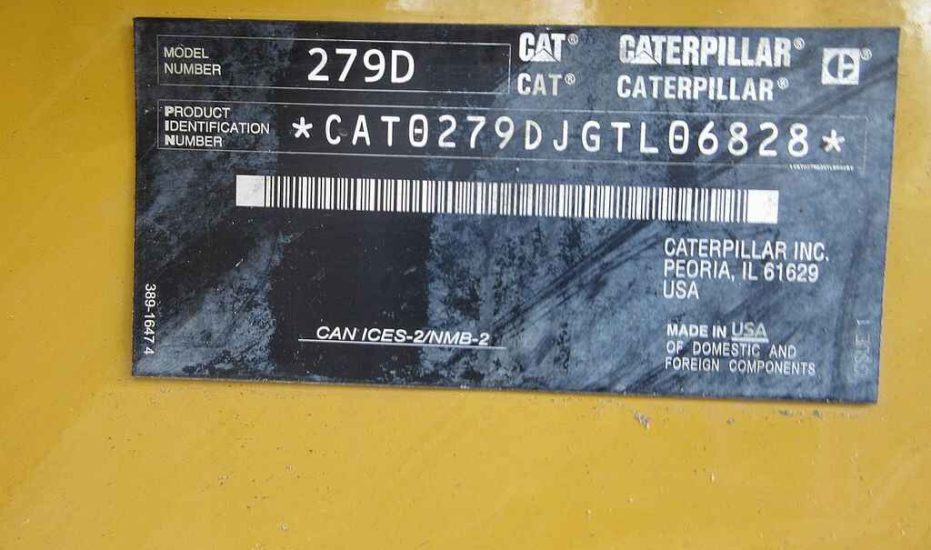 MODEL NUMBER 279D
CAT® CATERPILLAR®
CAT® CATERPILLAR®
PRODUCT IDENTIFICATION NUMBER *CAT0279DJGTL06828*
CATERPILLAR INC.
PEORIA, IL 61629
USA
CAN ICES-2/NMB-2
MADE IN USA
OF DOMESTIC AND
FOREIGN COMPONENTS
389-1647 4